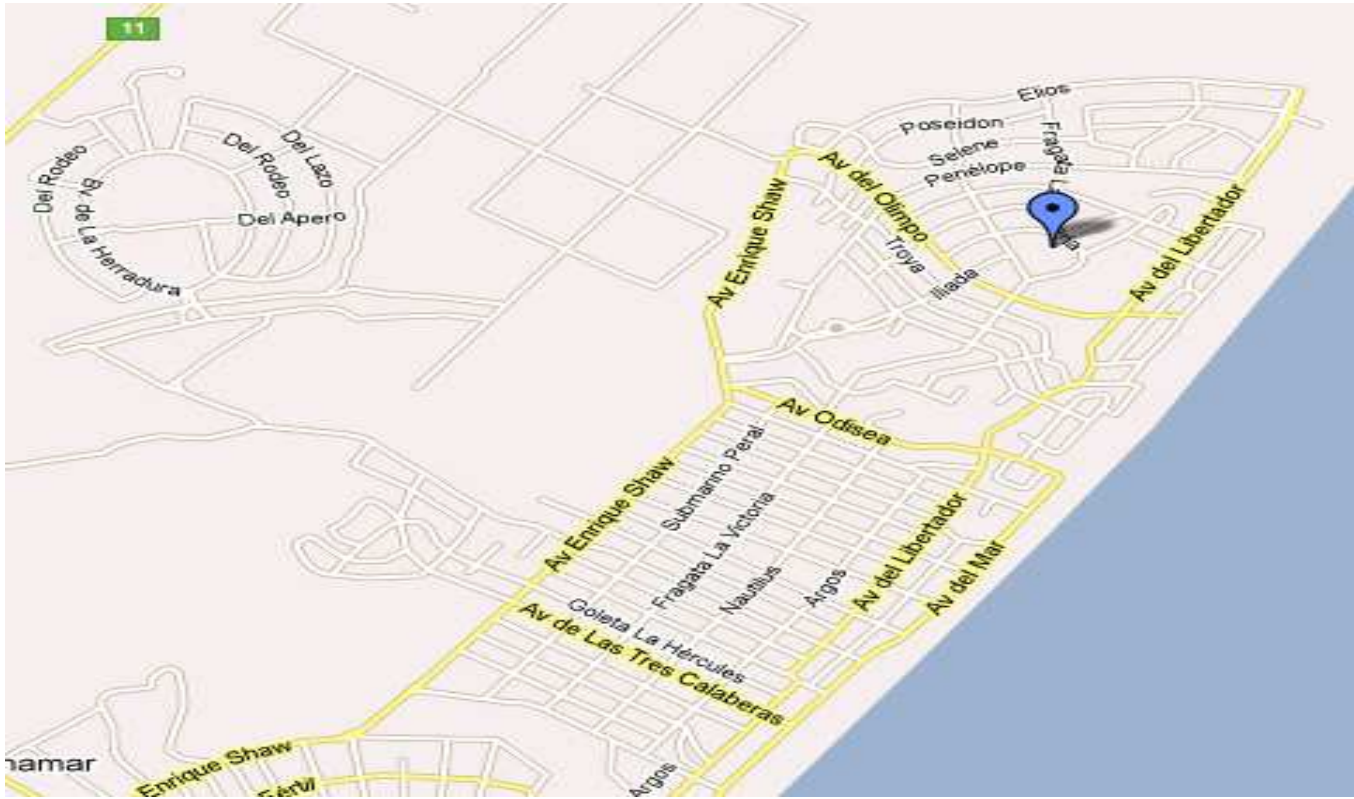 11
Elios
Poseidon
Fragata L
Selene
Penélope
Del Lazo
Del Rodeo
Del Rodeo
Bv. de La Herradura
Del Apero
Av del Olimpo
Av Enrique Shaw
Troya
Iliada
Av del Libertador
Av Odisea
Submarino Peral
Av Enrique Shaw
Fragata La Victoria
Nautilus
Argos
Av del Libertador
Av del Mar
Goleta La Hércules
Av de Las Tres Calaberas
Enrique Shaw
namar
Argos